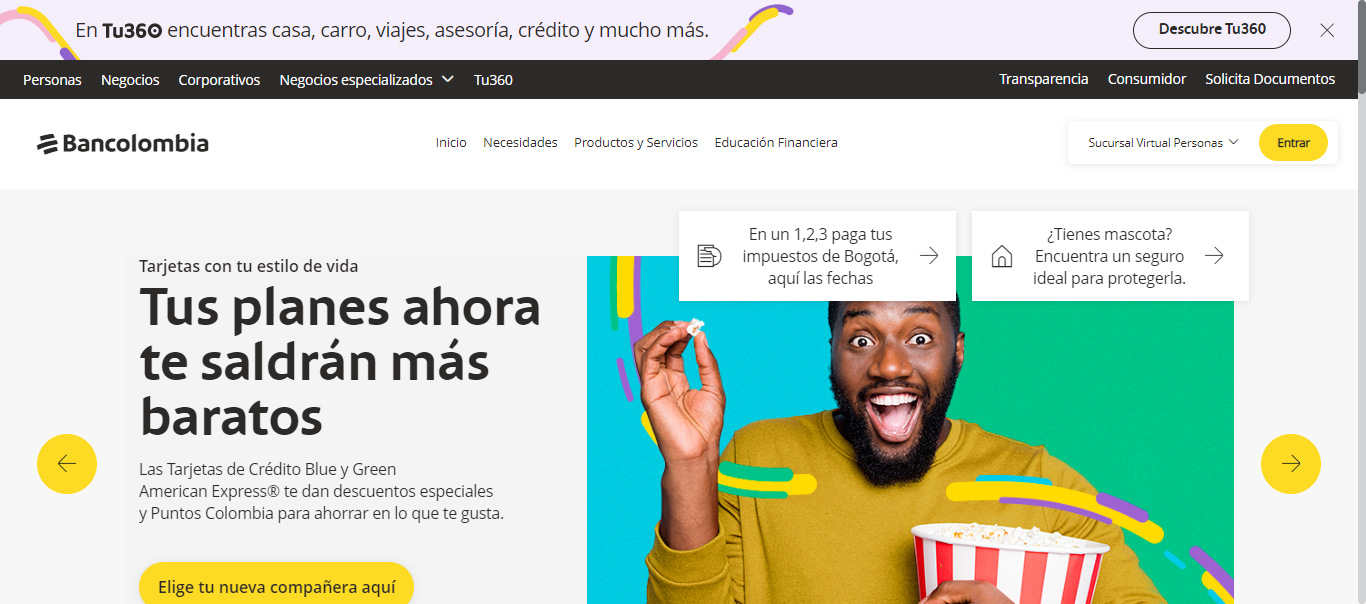 En Tu360 encuentras casa, carro, viajes, asesoría, crédito y mucho más.
Descubre Tu360
Personas Negocios Corporativos Negocios especializados Tu360
Transparencia Consumidor Solicita Documentos
Bancolombia
Inicio Necesidades Productos y Servicios Educación Financiera
Sucursal Virtual Personas
Entrar
En un 1,2,3 paga tus
impuestos de Bogotá,
aquí las fechas
¿Tienes mascota?
Encuentra un seguro
ideal para protegerla.
Tarjetas con tu estilo de vida
Tus planes ahora
te saldrán más
baratos
Las Tarjetas de Crédito Blue y Green
American Express® te dan descuentos especiales
y Puntos Colombia para ahorrar en lo que te gusta.
Elige tu nueva compañera aquí